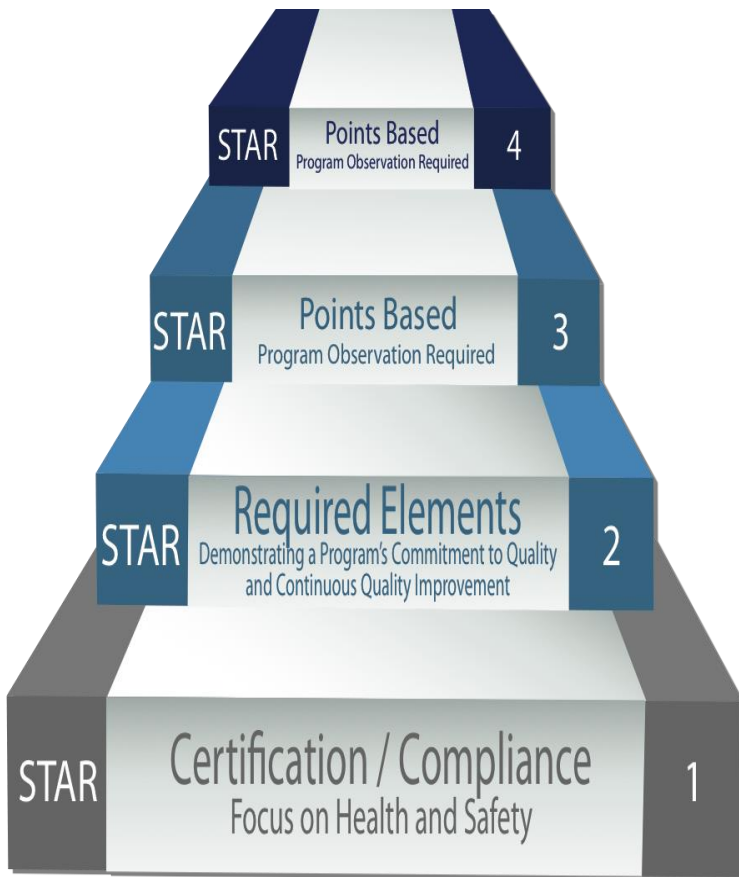 STAR Points Based 4
Program Observation Required
STAR Points Based 3
Program Observation Required
STAR Required Elements 2
Demonstrating a Program's Commitment to Quality
and Continuous Quality Improvement
STAR Certification / Compliance 1
Focus on Health and Safety